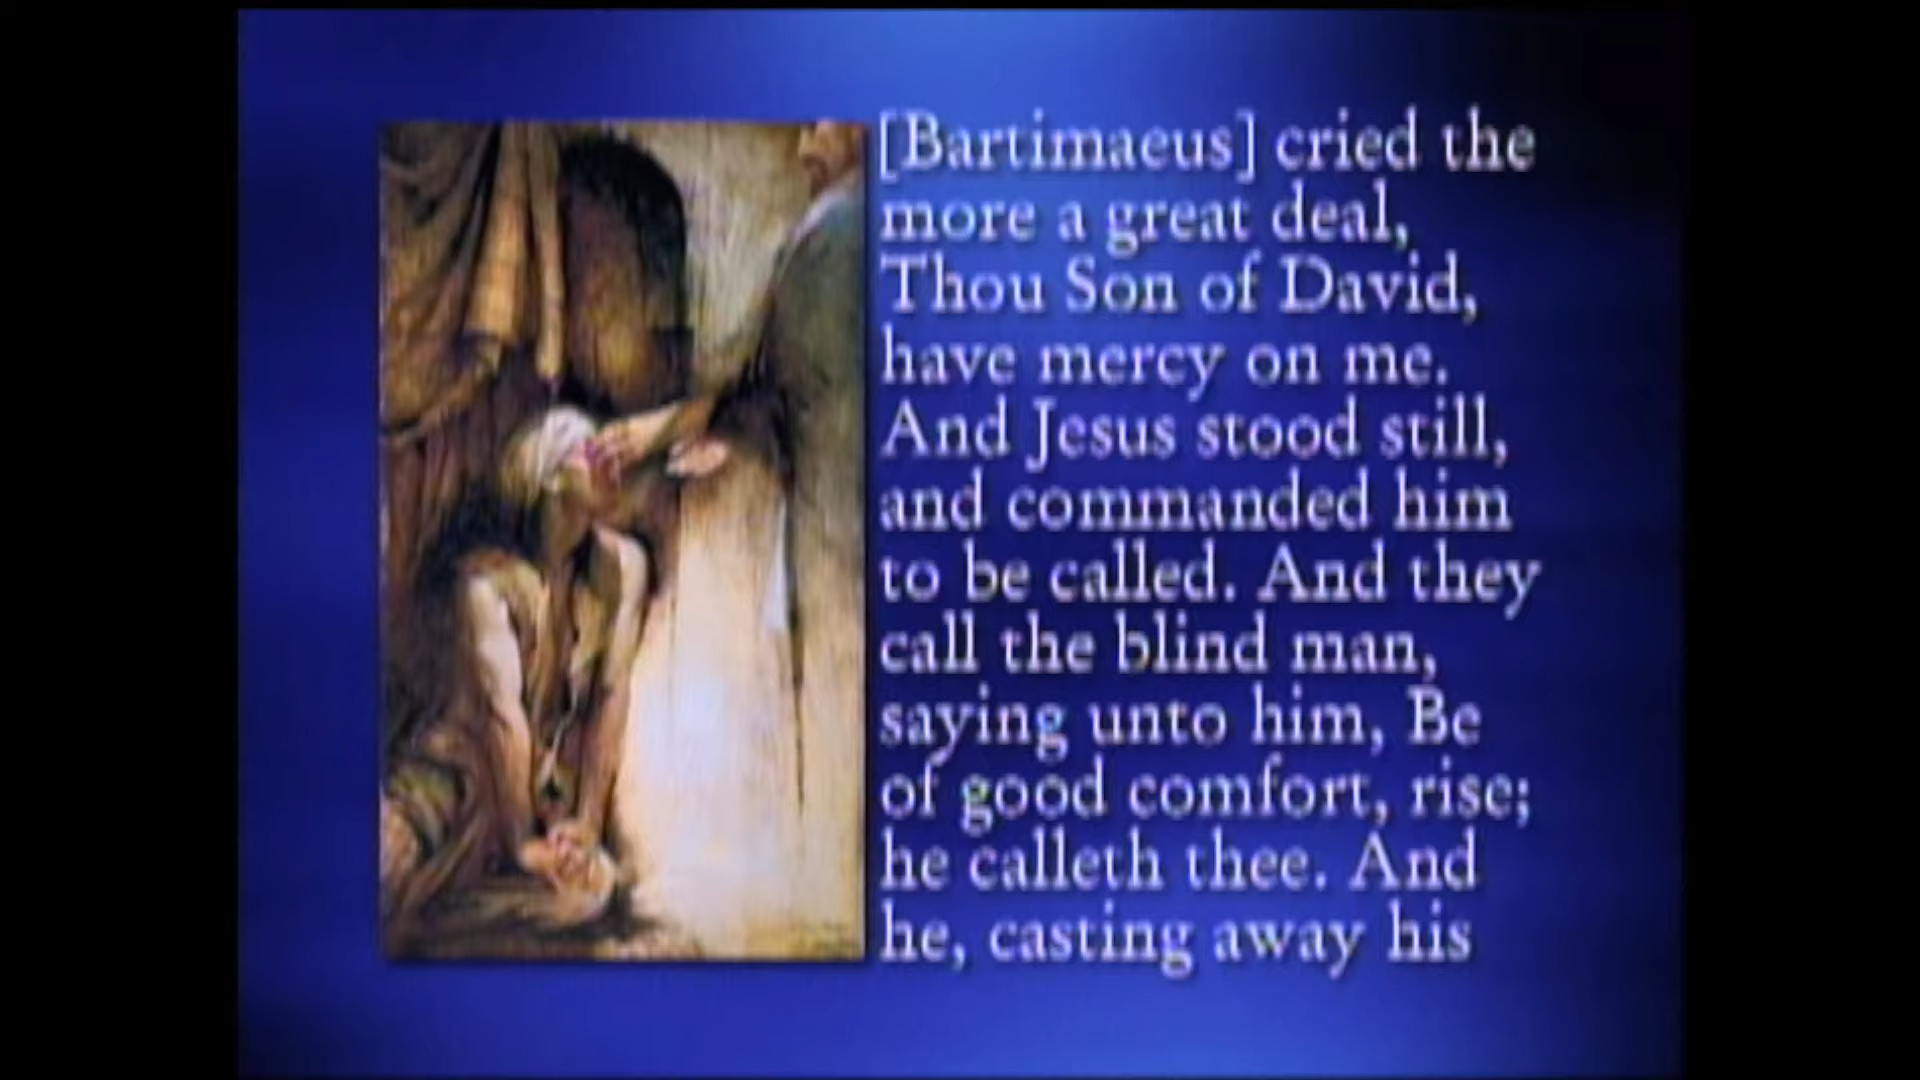 [Bartimaeus] cried the
more a great deal,
Thou Son of David,
have mercy on me.
And Jesus stood still,
and commanded him
to be called. And they
call the blind man,
saying unto him, Be
of good comfort, rise;
he calleth thee. And
he, casting away his